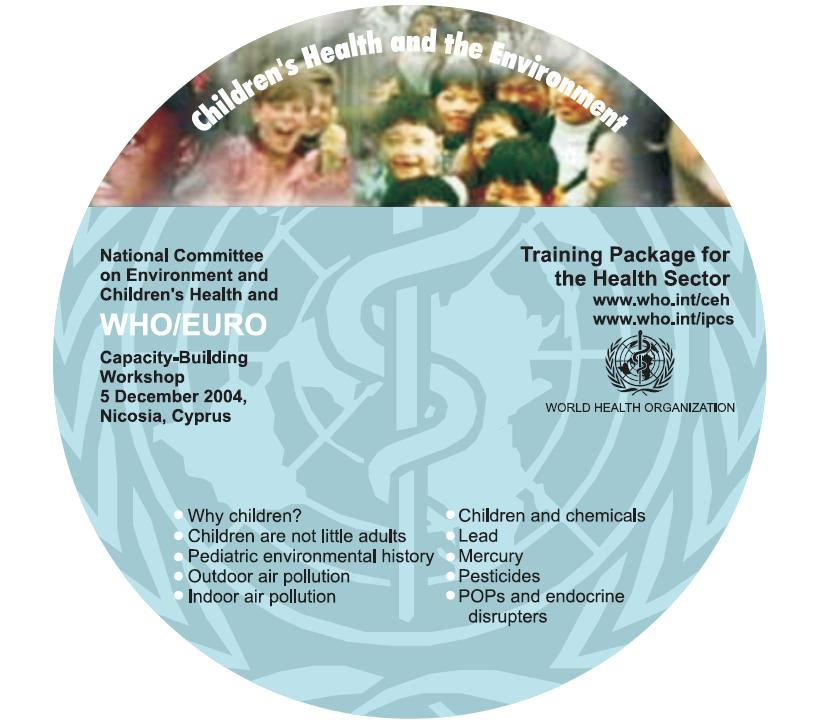 Children's Health and the Environment
National Committee
on Environment and
Children's Health and
WHO/EURO
Capacity-Building
Workshop
5 December 2004,
Nicosia, Cyprus
Training Package for
the Health Sector
www.who.int/ceh
www.who.int/ipcs
WORLD HEALTH ORGANIZATION
Why children?
Children are not little adults
Pediatric environmental history
Outdoor air pollution
Indoor air pollution
Children and chemicals
Lead
Mercury
Pesticides
POPs and endocrine
disrupters